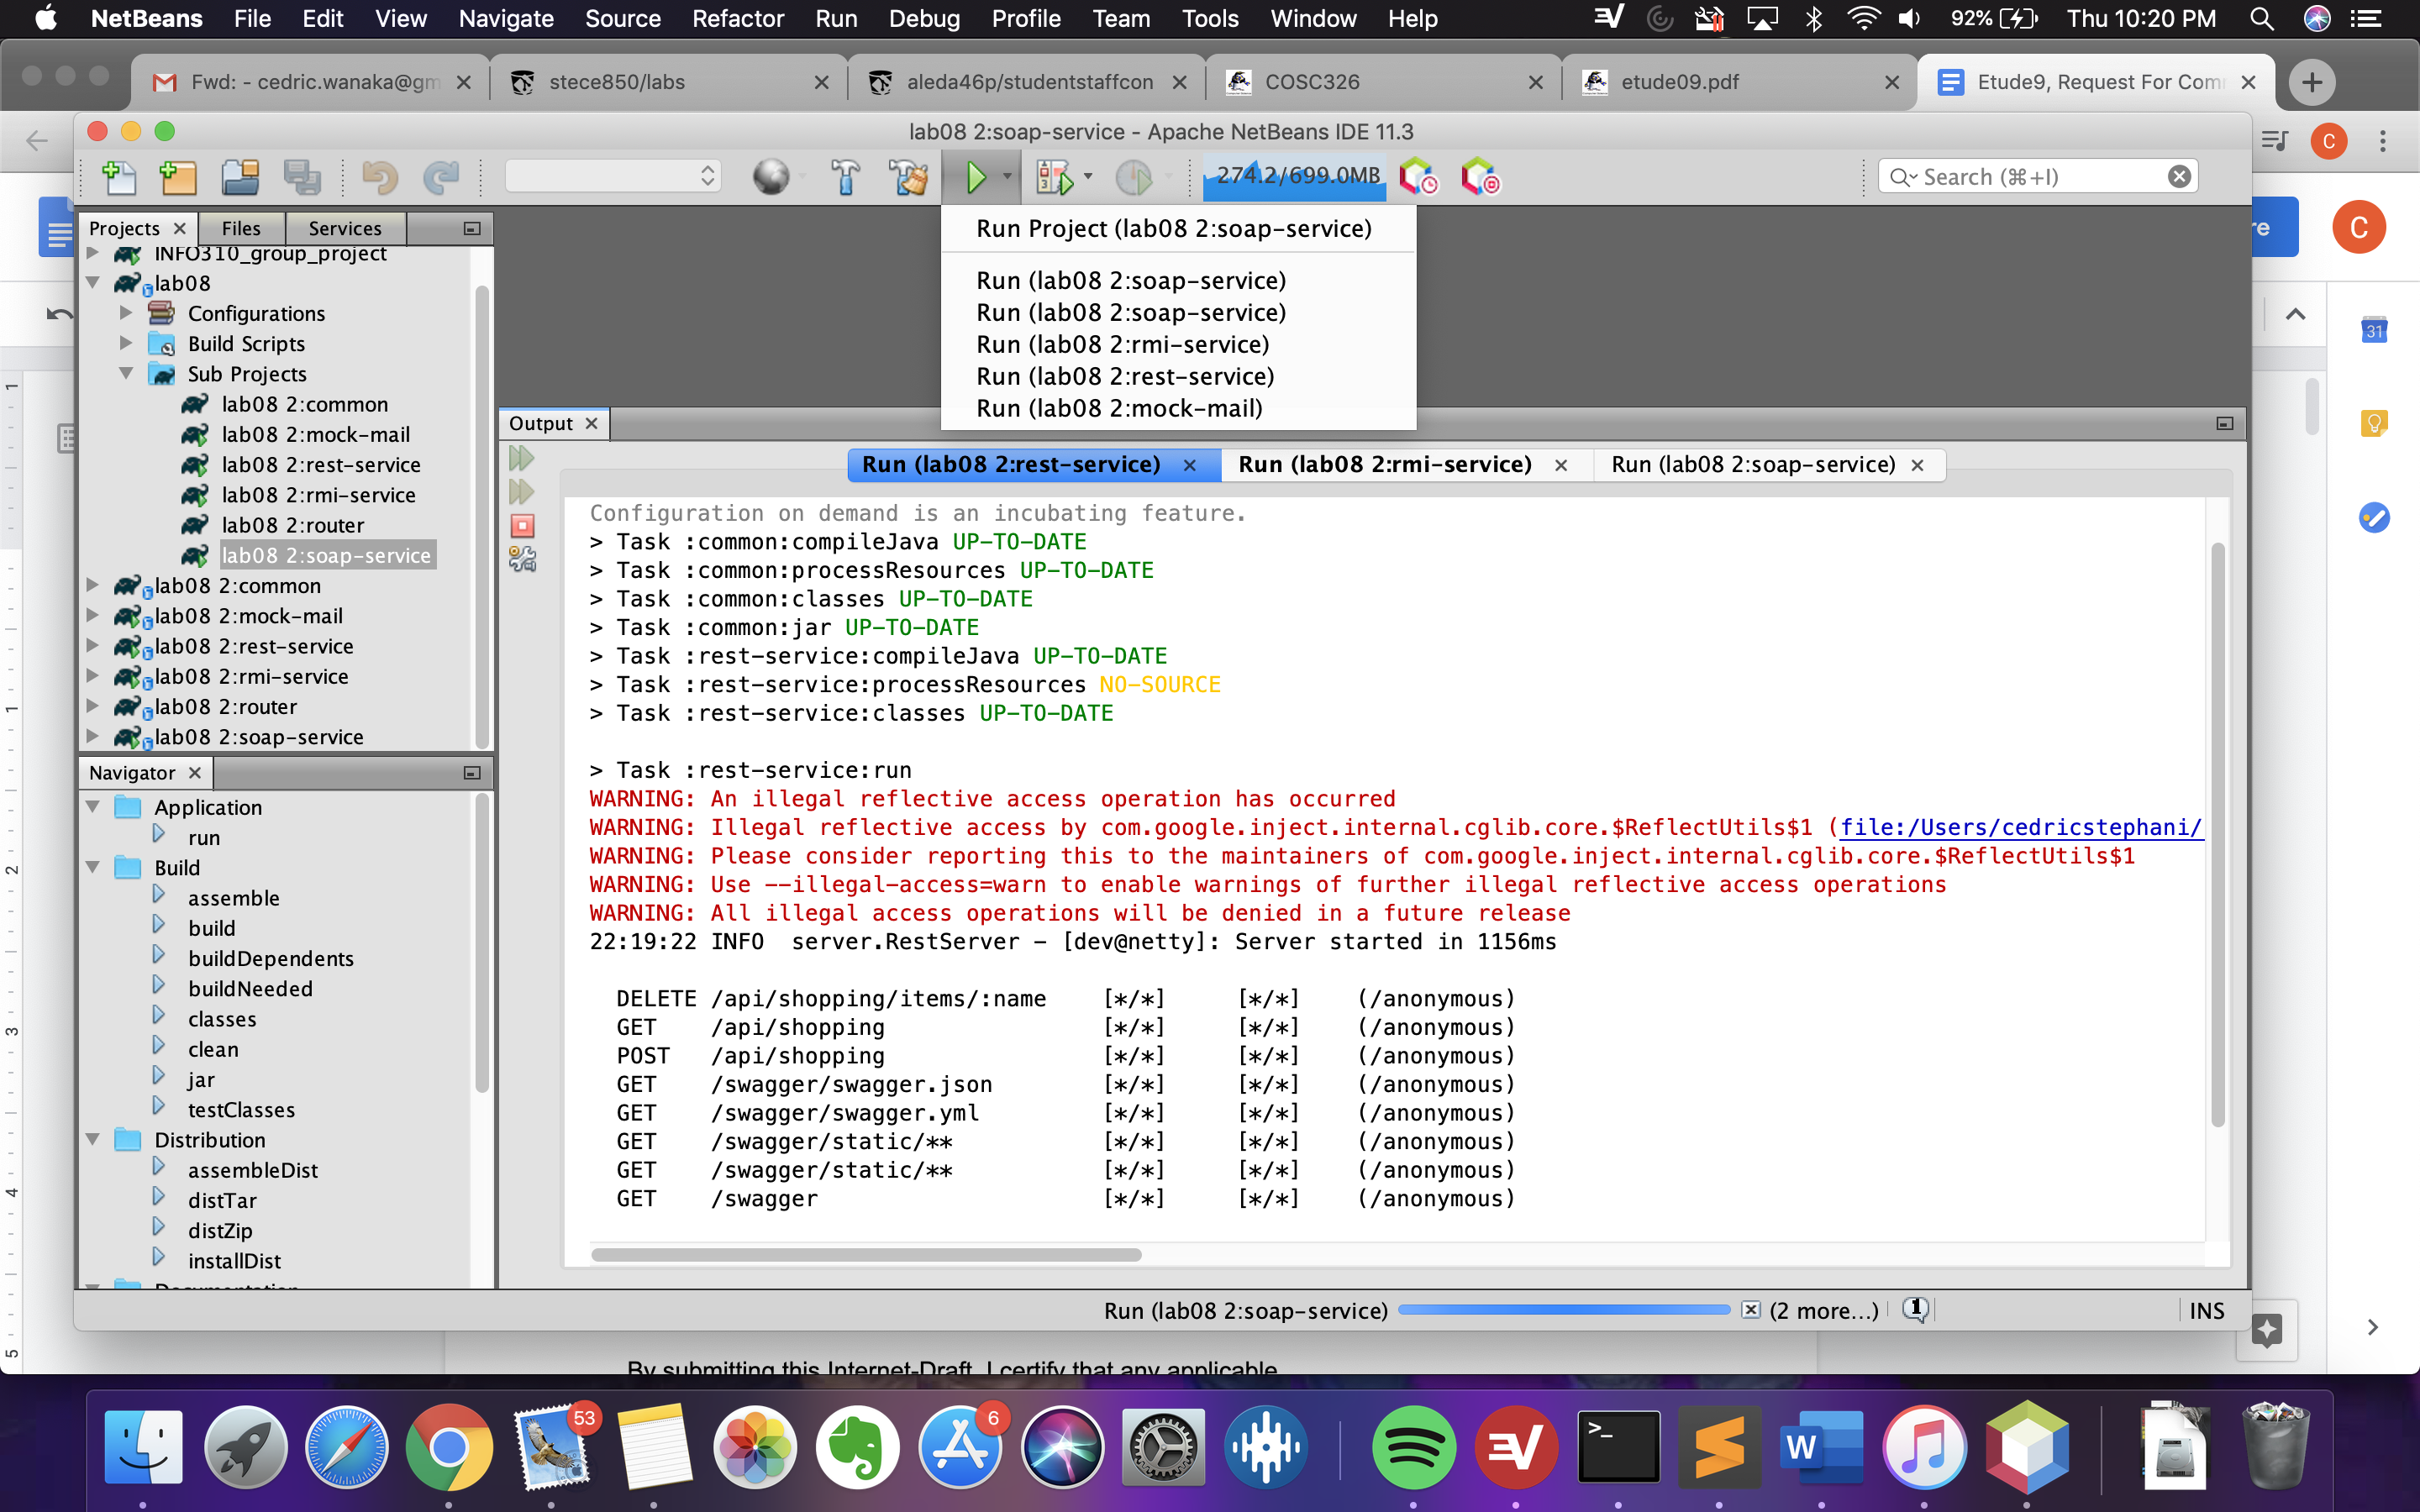 NetBeans File Edit View Navigate Source Refactor Run Debug Profile Team Tools Window Help 92% Thu 10:20 PM
Fwd: - cedric.wanaka@gm
stece850/labs
aleda46p/studentstaffcon
COSC326
etude09.pdf
Etude9, Request For Com
lab08 2:soap-service - Apache NetBeans IDE 11.3
C
274.2/699.0MB
Search (⌘+I)
C
31
Projects Files Services
INFO310_group_project
lab08
Configurations
Build Scripts
Sub Projects
lab08 2:common
lab08 2:mock-mail
lab08 2:rest-service
lab08 2:rmi-service
lab08 2:router
lab08 2:soap-service
lab08 2:common
lab08 2:mock-mail
lab08 2:rest-service
lab08 2:rmi-service
lab08 2:router
lab08 2:soap-service
Navigator
Application
run
Build
assemble
build
buildDependents
buildNeeded
classes
clean
jar
testClasses
Distribution
assembleDist
distTar
distZip
installDist
Run Project (lab08 2:soap-service)
Run (lab08 2:soap-service)
Run (lab08 2:soap-service)
Run (lab08 2:rmi-service)
Run (lab08 2:rest-service)
Run (lab08 2:mock-mail)
Output
Run (lab08 2:rest-service) Run (lab08 2:rmi-service) Run (lab08 2:soap-service)
Configuration on demand is an incubating feature.
> Task :common:compileJava UP-TO-DATE
> Task :common:processResources UP-TO-DATE
> Task :common:classes UP-TO-DATE
> Task :common:jar UP-TO-DATE
> Task :rest-service:compileJava UP-TO-DATE
> Task :rest-service:processResources NO-SOURCE
> Task :rest-service:classes UP-TO-DATE
> Task :rest-service:run
WARNING: An illegal reflective access operation has occurred
WARNING: Illegal reflective access by com.google.inject.internal.cglib.core.$ReflectUtils$1 (file:/Users/cedricstephani/
WARNING: Please consider reporting this to the maintainers of com.google.inject.internal.cglib.core.$ReflectUtils$1
WARNING: Use --illegal-access=warn to enable warnings of further illegal reflective access operations
WARNING: All illegal access operations will be denied in a future release
22:19:22 INFO server.RestServer - [dev@netty]: Server started in 1156ms
DELETE /api/shopping/items/:name [*/*] [*/*] (/anonymous)
GET /api/shopping [*/*] [*/*] (/anonymous)
POST /api/shopping [*/*] [*/*] (/anonymous)
GET /swagger/swagger.json [*/*] [*/*] (/anonymous)
GET /swagger/swagger.yml [*/*] [*/*] (/anonymous)
GET /swagger/static/** [*/*] [*/*] (/anonymous)
GET /swagger/static/** [*/*] [*/*] (/anonymous)
GET /swagger [*/*] [*/*] (/anonymous)
Run (lab08 2:soap-service) (2 more...) 1 INS
By submitting this Internet-Draft, I certify that any applicable
1
1
2
3
4
5
53
6
W